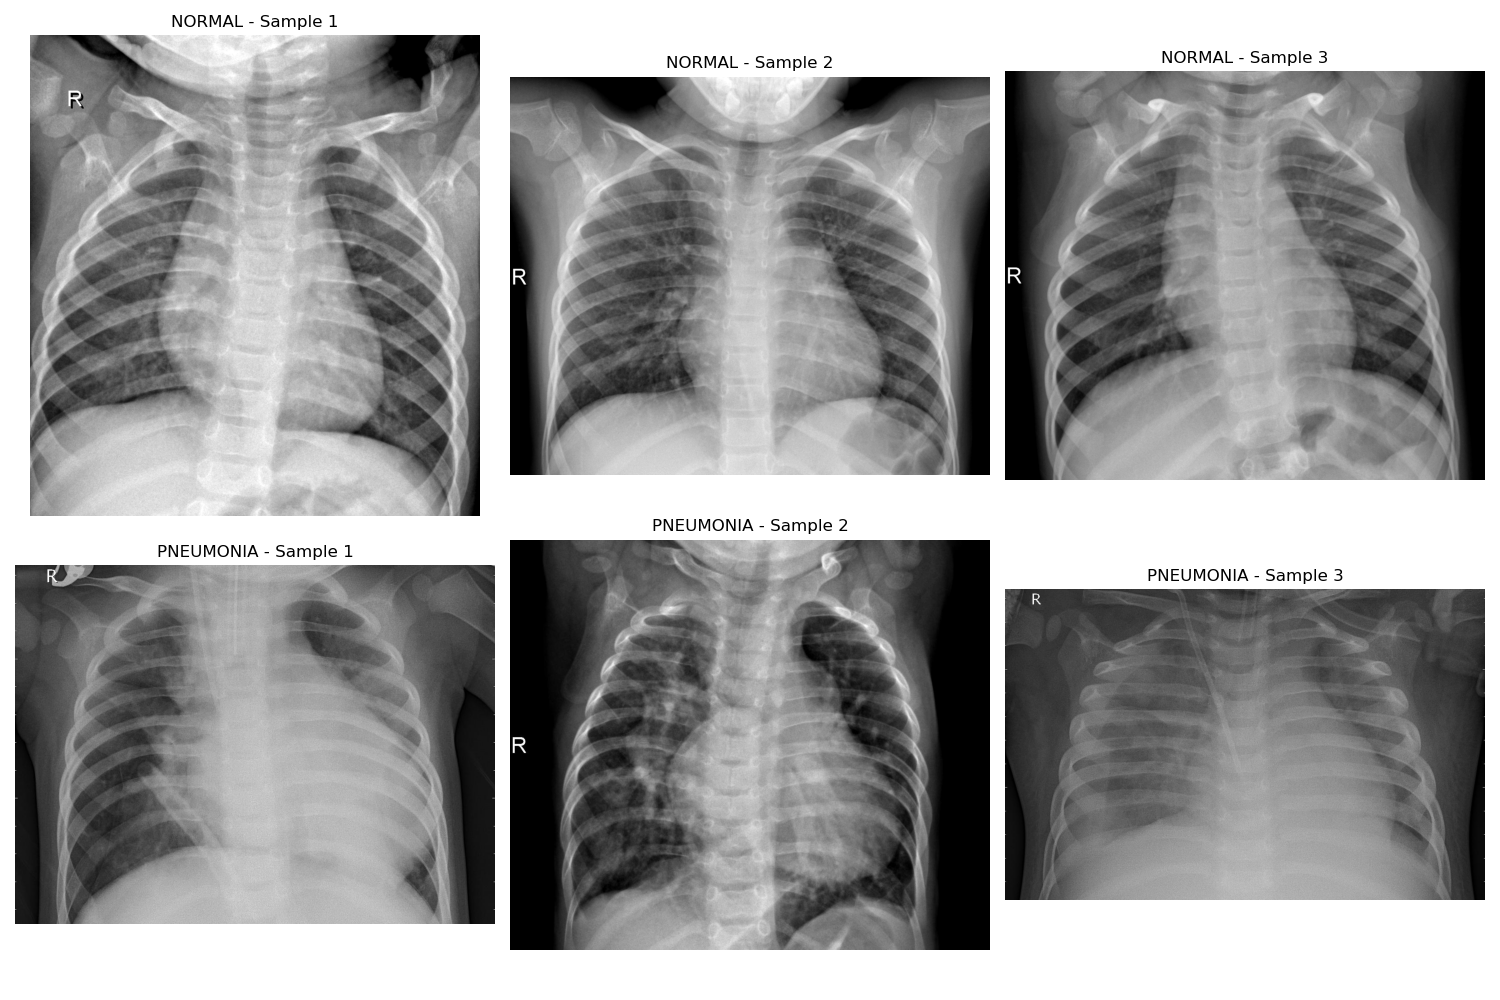 NORMAL - Sample 1
R
NORMAL - Sample 2
R
NORMAL - Sample 3
R
PNEUMONIA - Sample 1
R
PNEUMONIA - Sample 2
R
PNEUMONIA - Sample 3
R